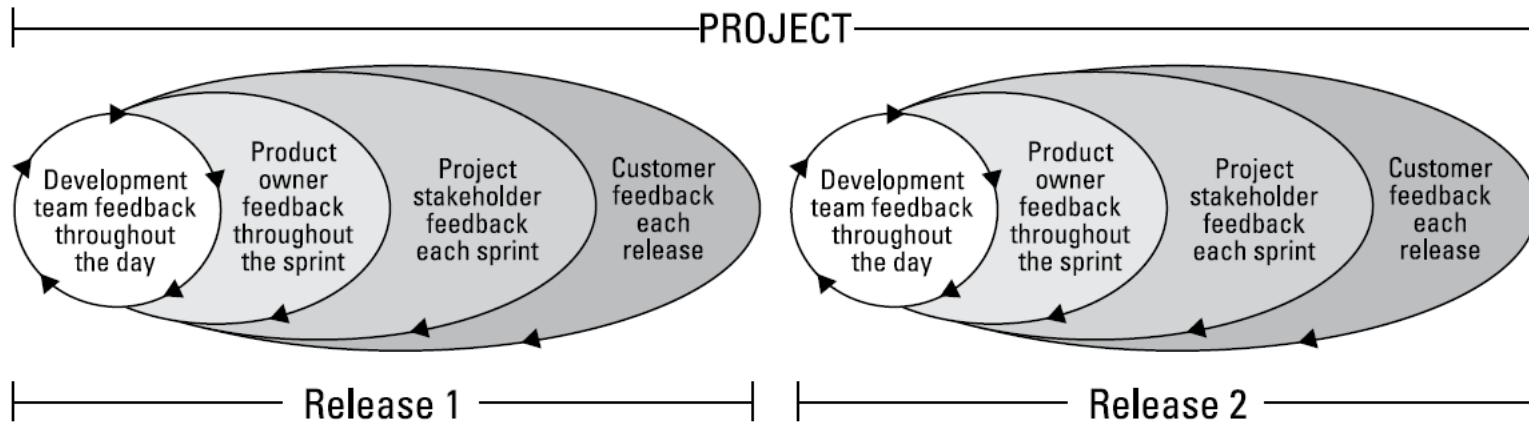 PROJECT
Development
team feedback
throughout
the day
Product
owner
feedback
throughout
the sprint
Project
stakeholder
feedback
each sprint
Customer
feedback
each
release
Development
team feedback
throughout
the day
Product
owner
feedback
throughout
the sprint
Project
stakeholder
feedback
each sprint
Customer
feedback
each
release
Release 1
Release 2